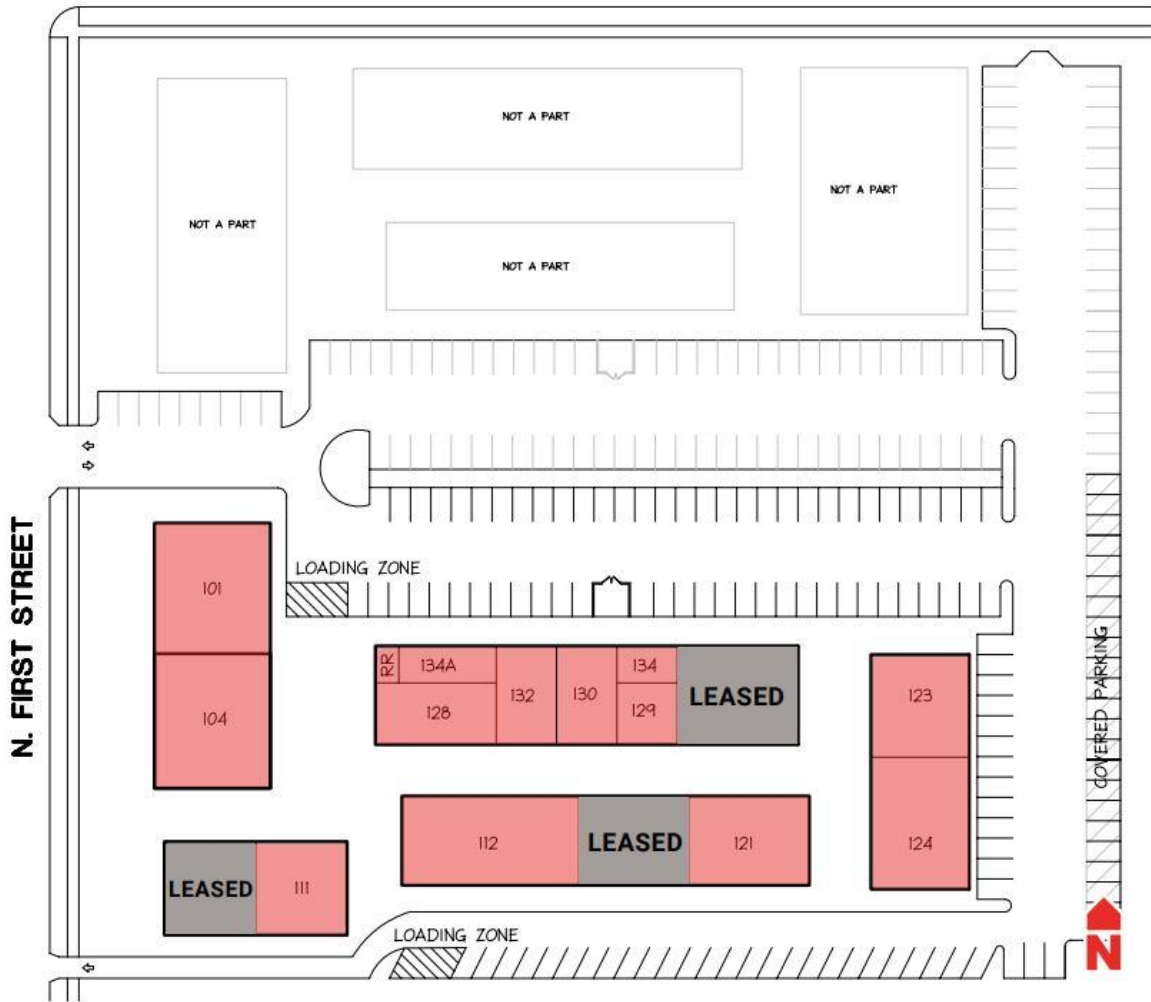 NOT A PART
NOT A PART
NOT A PART
NOT A PART
N. FIRST STREET
101
LOADING ZONE
104
RR
134A
128
132
130
134
129
LEASED
123
COVERED PARKING
112
LEASED
121
124
LEASED
111
LOADING ZONE
N